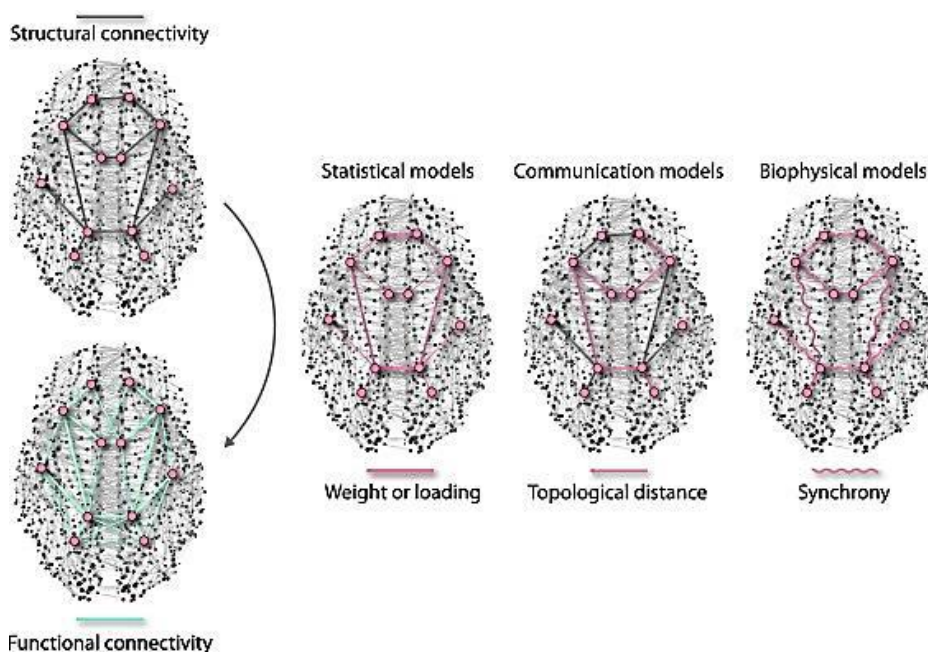 Structural connectivity
Statistical models
Communication models
Biophysical models
Weight or loading
Topological distance
Synchrony
Functional connectivity